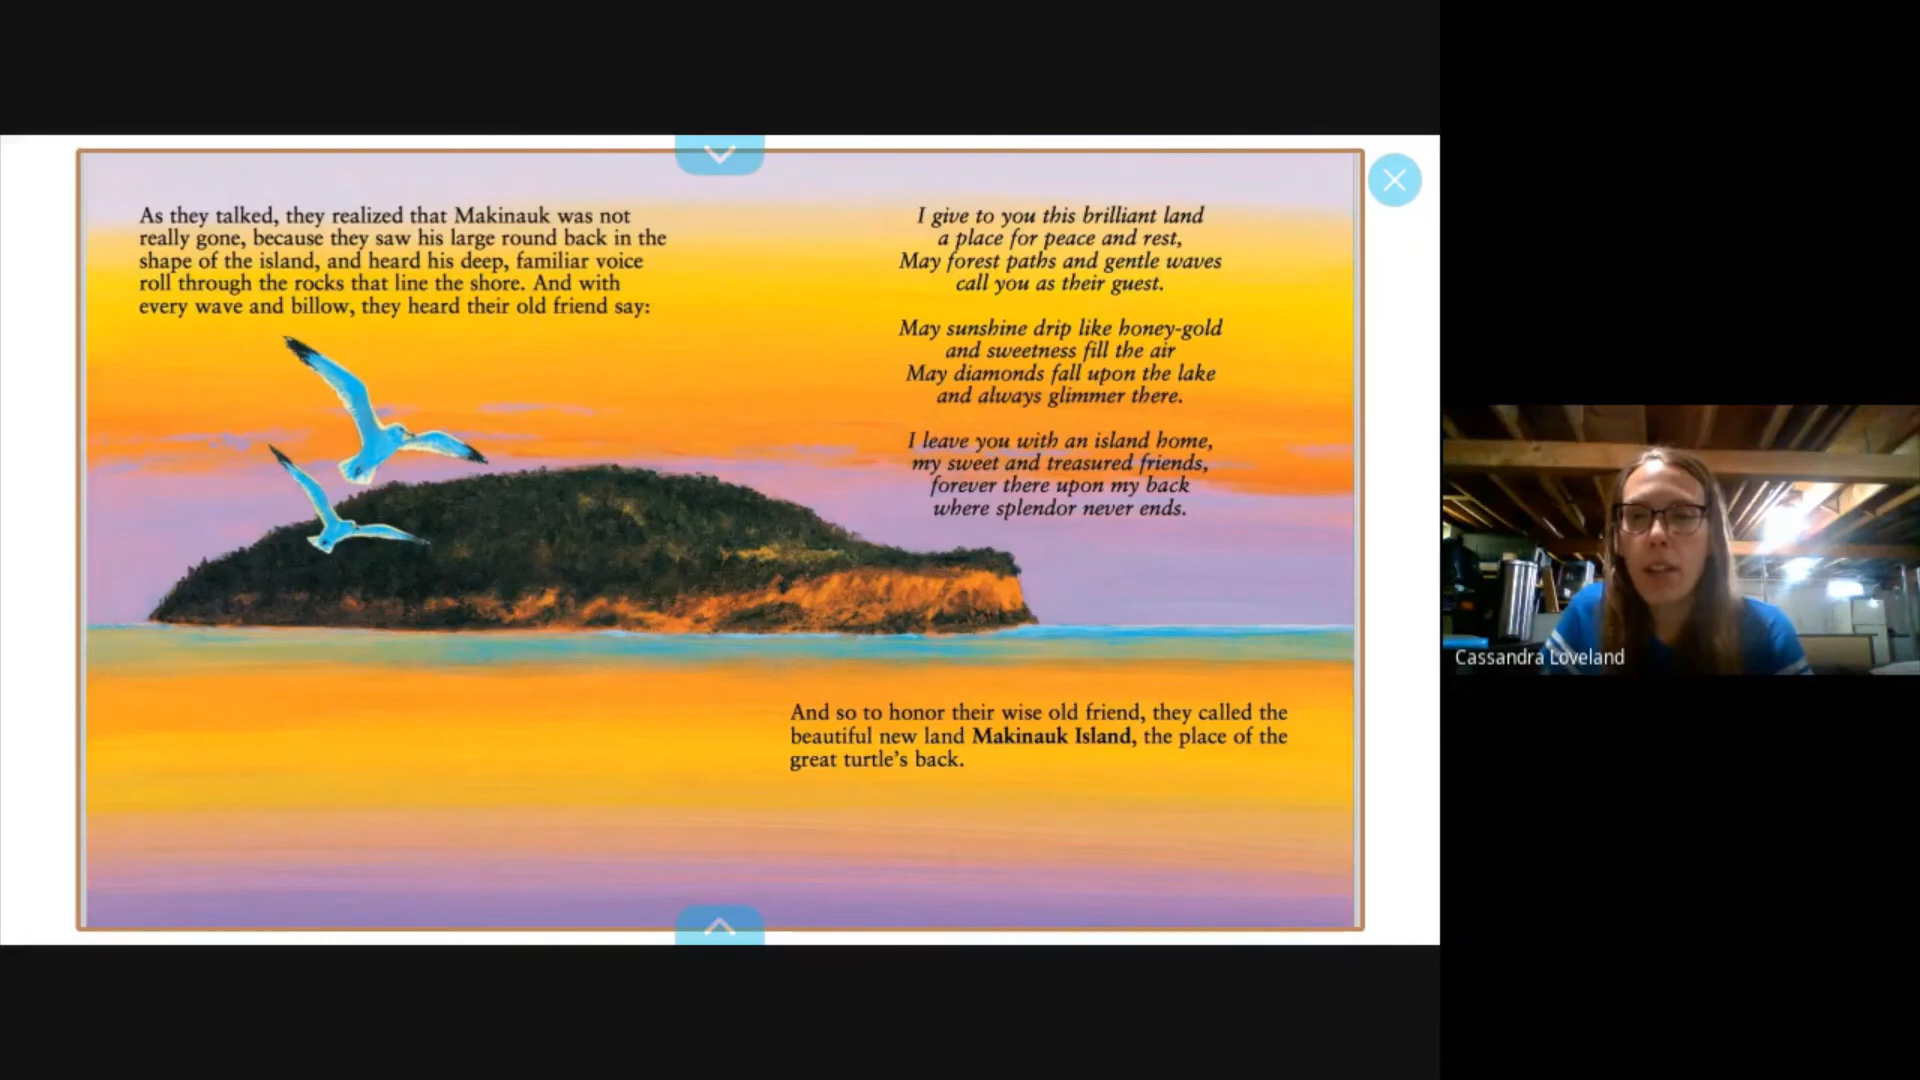 As they talked, they realized that Makinauk was not
really gone, because they saw his large round back in the
shape of the island, and heard his deep, familiar voice
roll through the rocks that line the shore. And with
every wave and billow, they heard their old friend say:
I give to you this brilliant land
a place for peace and rest,
May forest paths and gentle waves
call you as their guest.
May sunshine drip like honey-gold
and sweetness fill the air
May diamonds fall upon the lake
and always glimmer there.
I leave you with an island home,
my sweet and treasured friends,
forever there upon my back
where splendor never ends.
And so to honor their wise old friend, they called the
beautiful new land Makinauk Island, the place of the
great turtle's back.
Cassandra Loveland